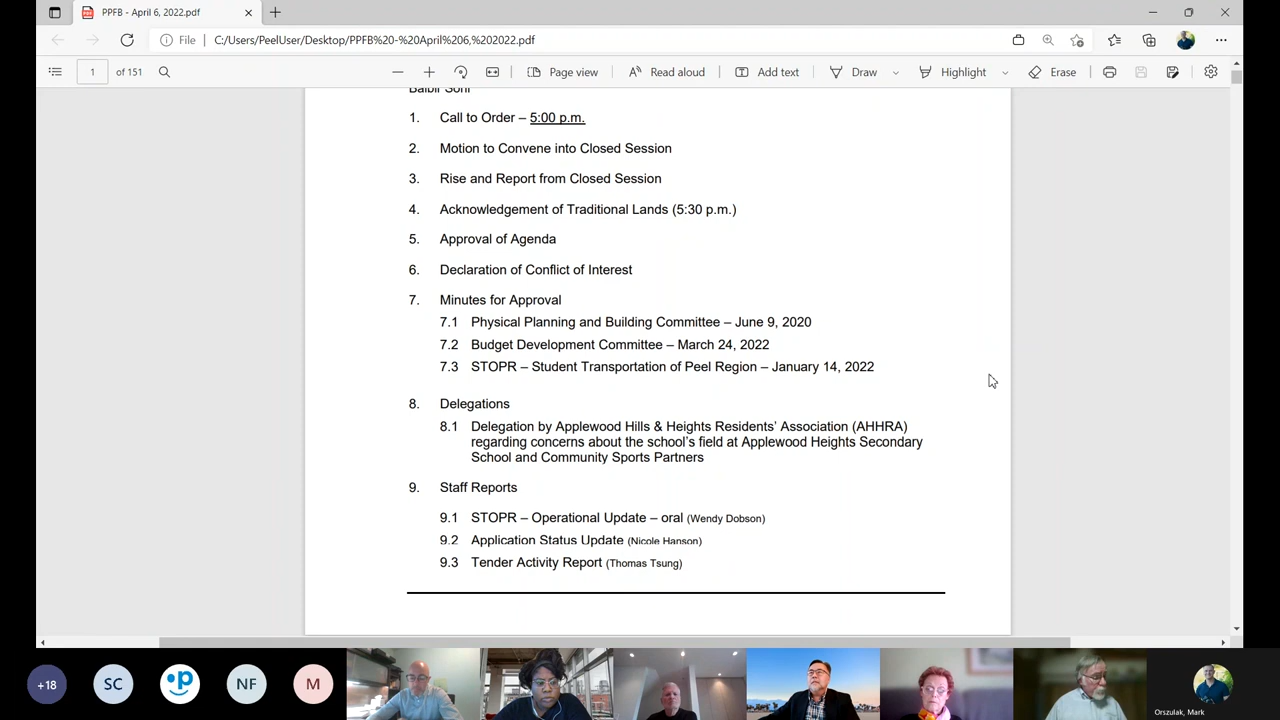 PPFB - April 6, 2022.pdf
File C:/Users/PeelUser/Desktop/PPFB%20-%20April%206,%202022.pdf
1 of 151 Page view Read aloud Add text Draw Highlight Erase
Balbir Sohi
1. Call to Order – 5:00 p.m.
2. Motion to Convene into Closed Session
3. Rise and Report from Closed Session
4. Acknowledgement of Traditional Lands (5:30 p.m.)
5. Approval of Agenda
6. Declaration of Conflict of Interest
7. Minutes for Approval
7.1 Physical Planning and Building Committee – June 9, 2020
7.2 Budget Development Committee – March 24, 2022
7.3 STOPR – Student Transportation of Peel Region – January 14, 2022
8. Delegations
8.1 Delegation by Applewood Hills & Heights Residents' Association (AHHRA)
regarding concerns about the school's field at Applewood Heights Secondary
School and Community Sports Partners
9. Staff Reports
9.1 STOPR – Operational Update – oral (Wendy Dobson)
9.2 Application Status Update (Nicole Hanson)
9.3 Tender Activity Report (Thomas Tsung)
+18 SC p NF M
Orszulak, Mark